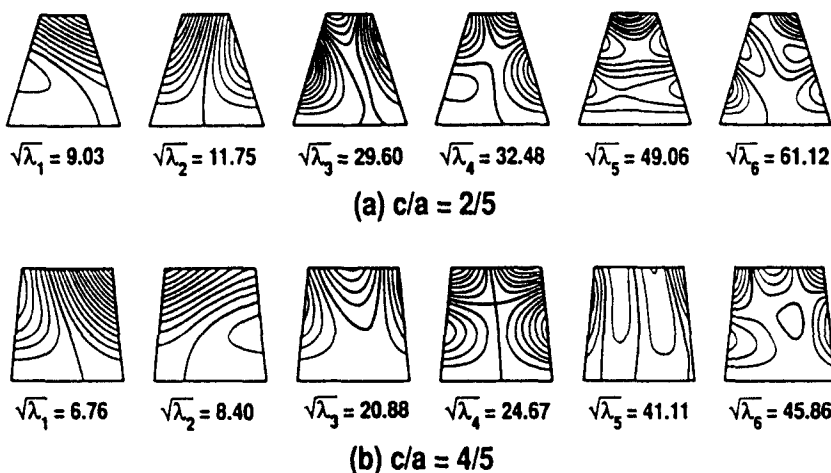 √λ1 = 9.03 √λ2 = 11.75 √λ3 = 29.60 √λ4 = 32.48 √λ5 = 49.06 √λ6 = 61.12
(a) c/a = 2/5
√λ1 = 6.76 √λ2 = 8.40 √λ3 = 20.88 √λ4 = 24.67 √λ5 = 41.11 √λ6 = 45.86
(b) c/a = 4/5